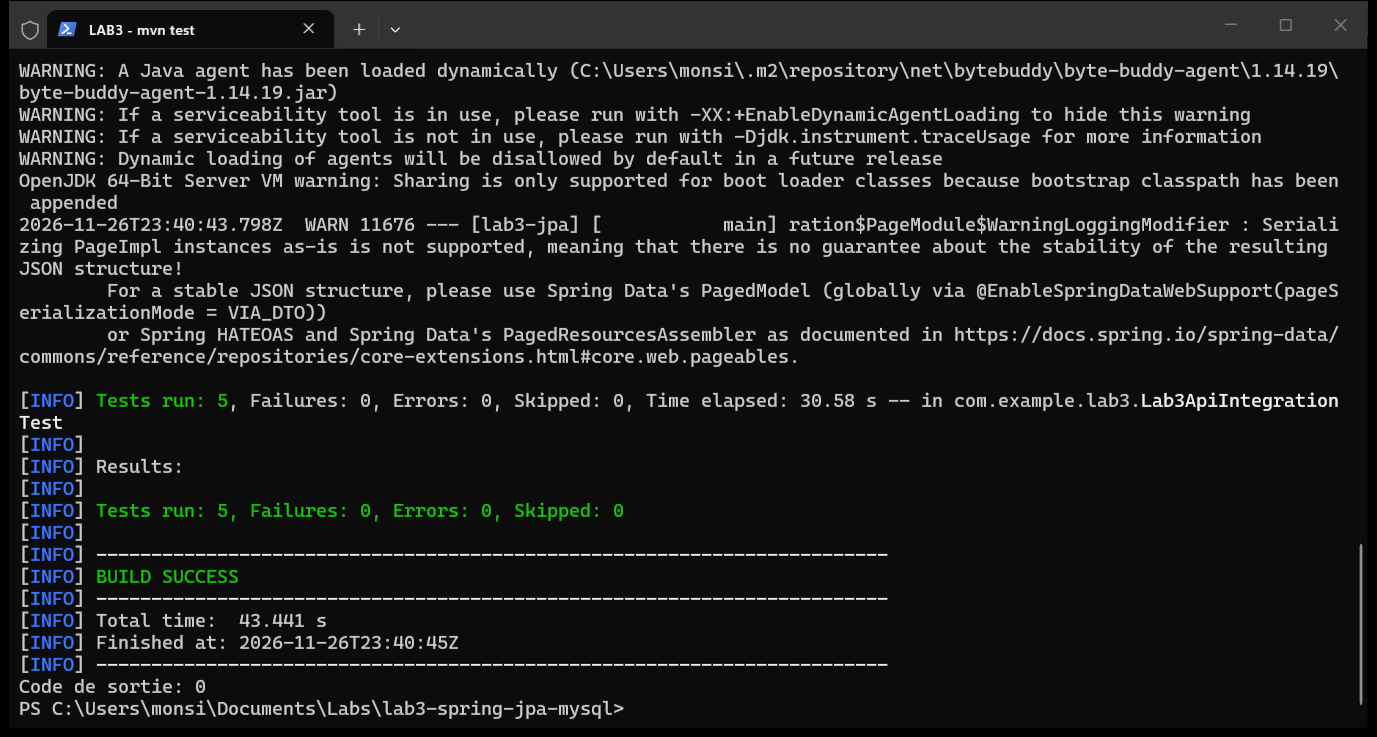 LAB3 - mvn test
WARNING: A Java agent has been loaded dynamically (C:\Users\monsi\.m2\repository\net\bytebuddy\byte-buddy-agent\1.14.19\
byte-buddy-agent-1.14.19.jar)
WARNING: If a serviceability tool is in use, please run with -XX:+EnableDynamicAgentLoading to hide this warning
WARNING: If a serviceability tool is not in use, please run with -Djdk.instrument.traceUsage for more information
WARNING: Dynamic loading of agents will be disallowed by default in a future release
OpenJDK 64-Bit Server VM warning: Sharing is only supported for boot loader classes because bootstrap classpath has been
 appended
2026-11-26T23:40:43.798Z  WARN 11676 --- [lab3-jpa] [           main] ration$PageModule$WarningLoggingModifier : Seriali
zing PageImpl instances as-is is not supported, meaning that there is no guarantee about the stability of the resulting
JSON structure!
        For a stable JSON structure, please use Spring Data's PagedModel (globally via @EnableSpringDataWebSupport(pageS
erializationMode = VIA_DTO))
        or Spring HATEOAS and Spring Data's PagedResourcesAssembler as documented in https://docs.spring.io/spring-data/
commons/reference/repositories/core-extensions.html#core.web.pageables.
[INFO] Tests run: 5, Failures: 0, Errors: 0, Skipped: 0, Time elapsed: 30.58 s -- in com.example.lab3.Lab3ApiIntegration
Test
[INFO]
[INFO] Results:
[INFO]
[INFO] Tests run: 5, Failures: 0, Errors: 0, Skipped: 0
[INFO]
[INFO] ------------------------------------------------------------------------
[INFO] BUILD SUCCESS
[INFO] ------------------------------------------------------------------------
[INFO] Total time:  43.441 s
[INFO] Finished at: 2026-11-26T23:40:45Z
[INFO] ------------------------------------------------------------------------
Code de sortie: 0
PS C:\Users\monsi\Documents\Labs\lab3-spring-jpa-mysql>